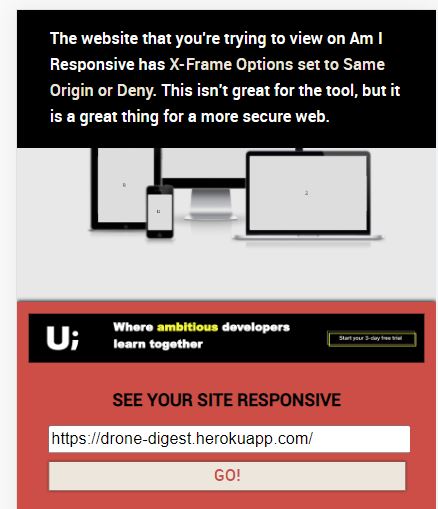 The website that you're trying to view on Am I
Responsive has X-Frame Options set to Same
Origin or Deny. This isn't great for the tool, but it
is a great thing for a more secure web.
U;
Where ambitious developers
learn together
Start your 3-day free trial
SEE YOUR SITE RESPONSIVE
https://drone-digest.herokuapp.com/
GO!